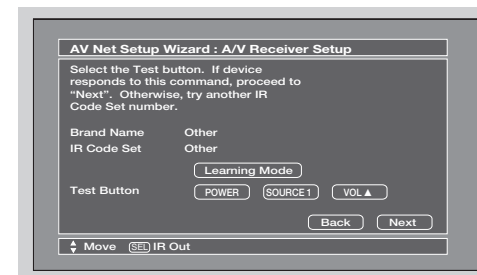 AV Net Setup Wizard : A/V Receiver Setup
Select the Test button. If device
responds to this command, proceed to
“Next”. Otherwise, try another IR
Code Set number.
Brand Name Other
IR Code Set Other
Learning Mode
Test Button POWER SOURCE 1 VOL▲
Back Next
Move SEL IR Out